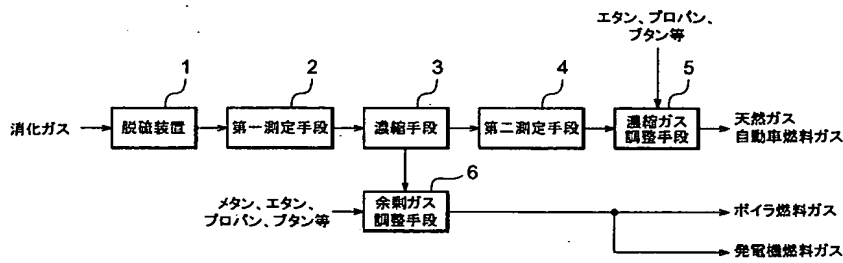 エタン、プロパン、
ブタン等
1
2
3
4
5
消化ガス
脱硫装置
第一測定手段
濃縮手段
第二測定手段
濃縮ガス
調整手段
天然ガス
自動車燃料ガス
6
メタン、エタン、
プロパン、ブタン等
余剰ガス
調整手段
ボイラ燃料ガス
発電機燃料ガス